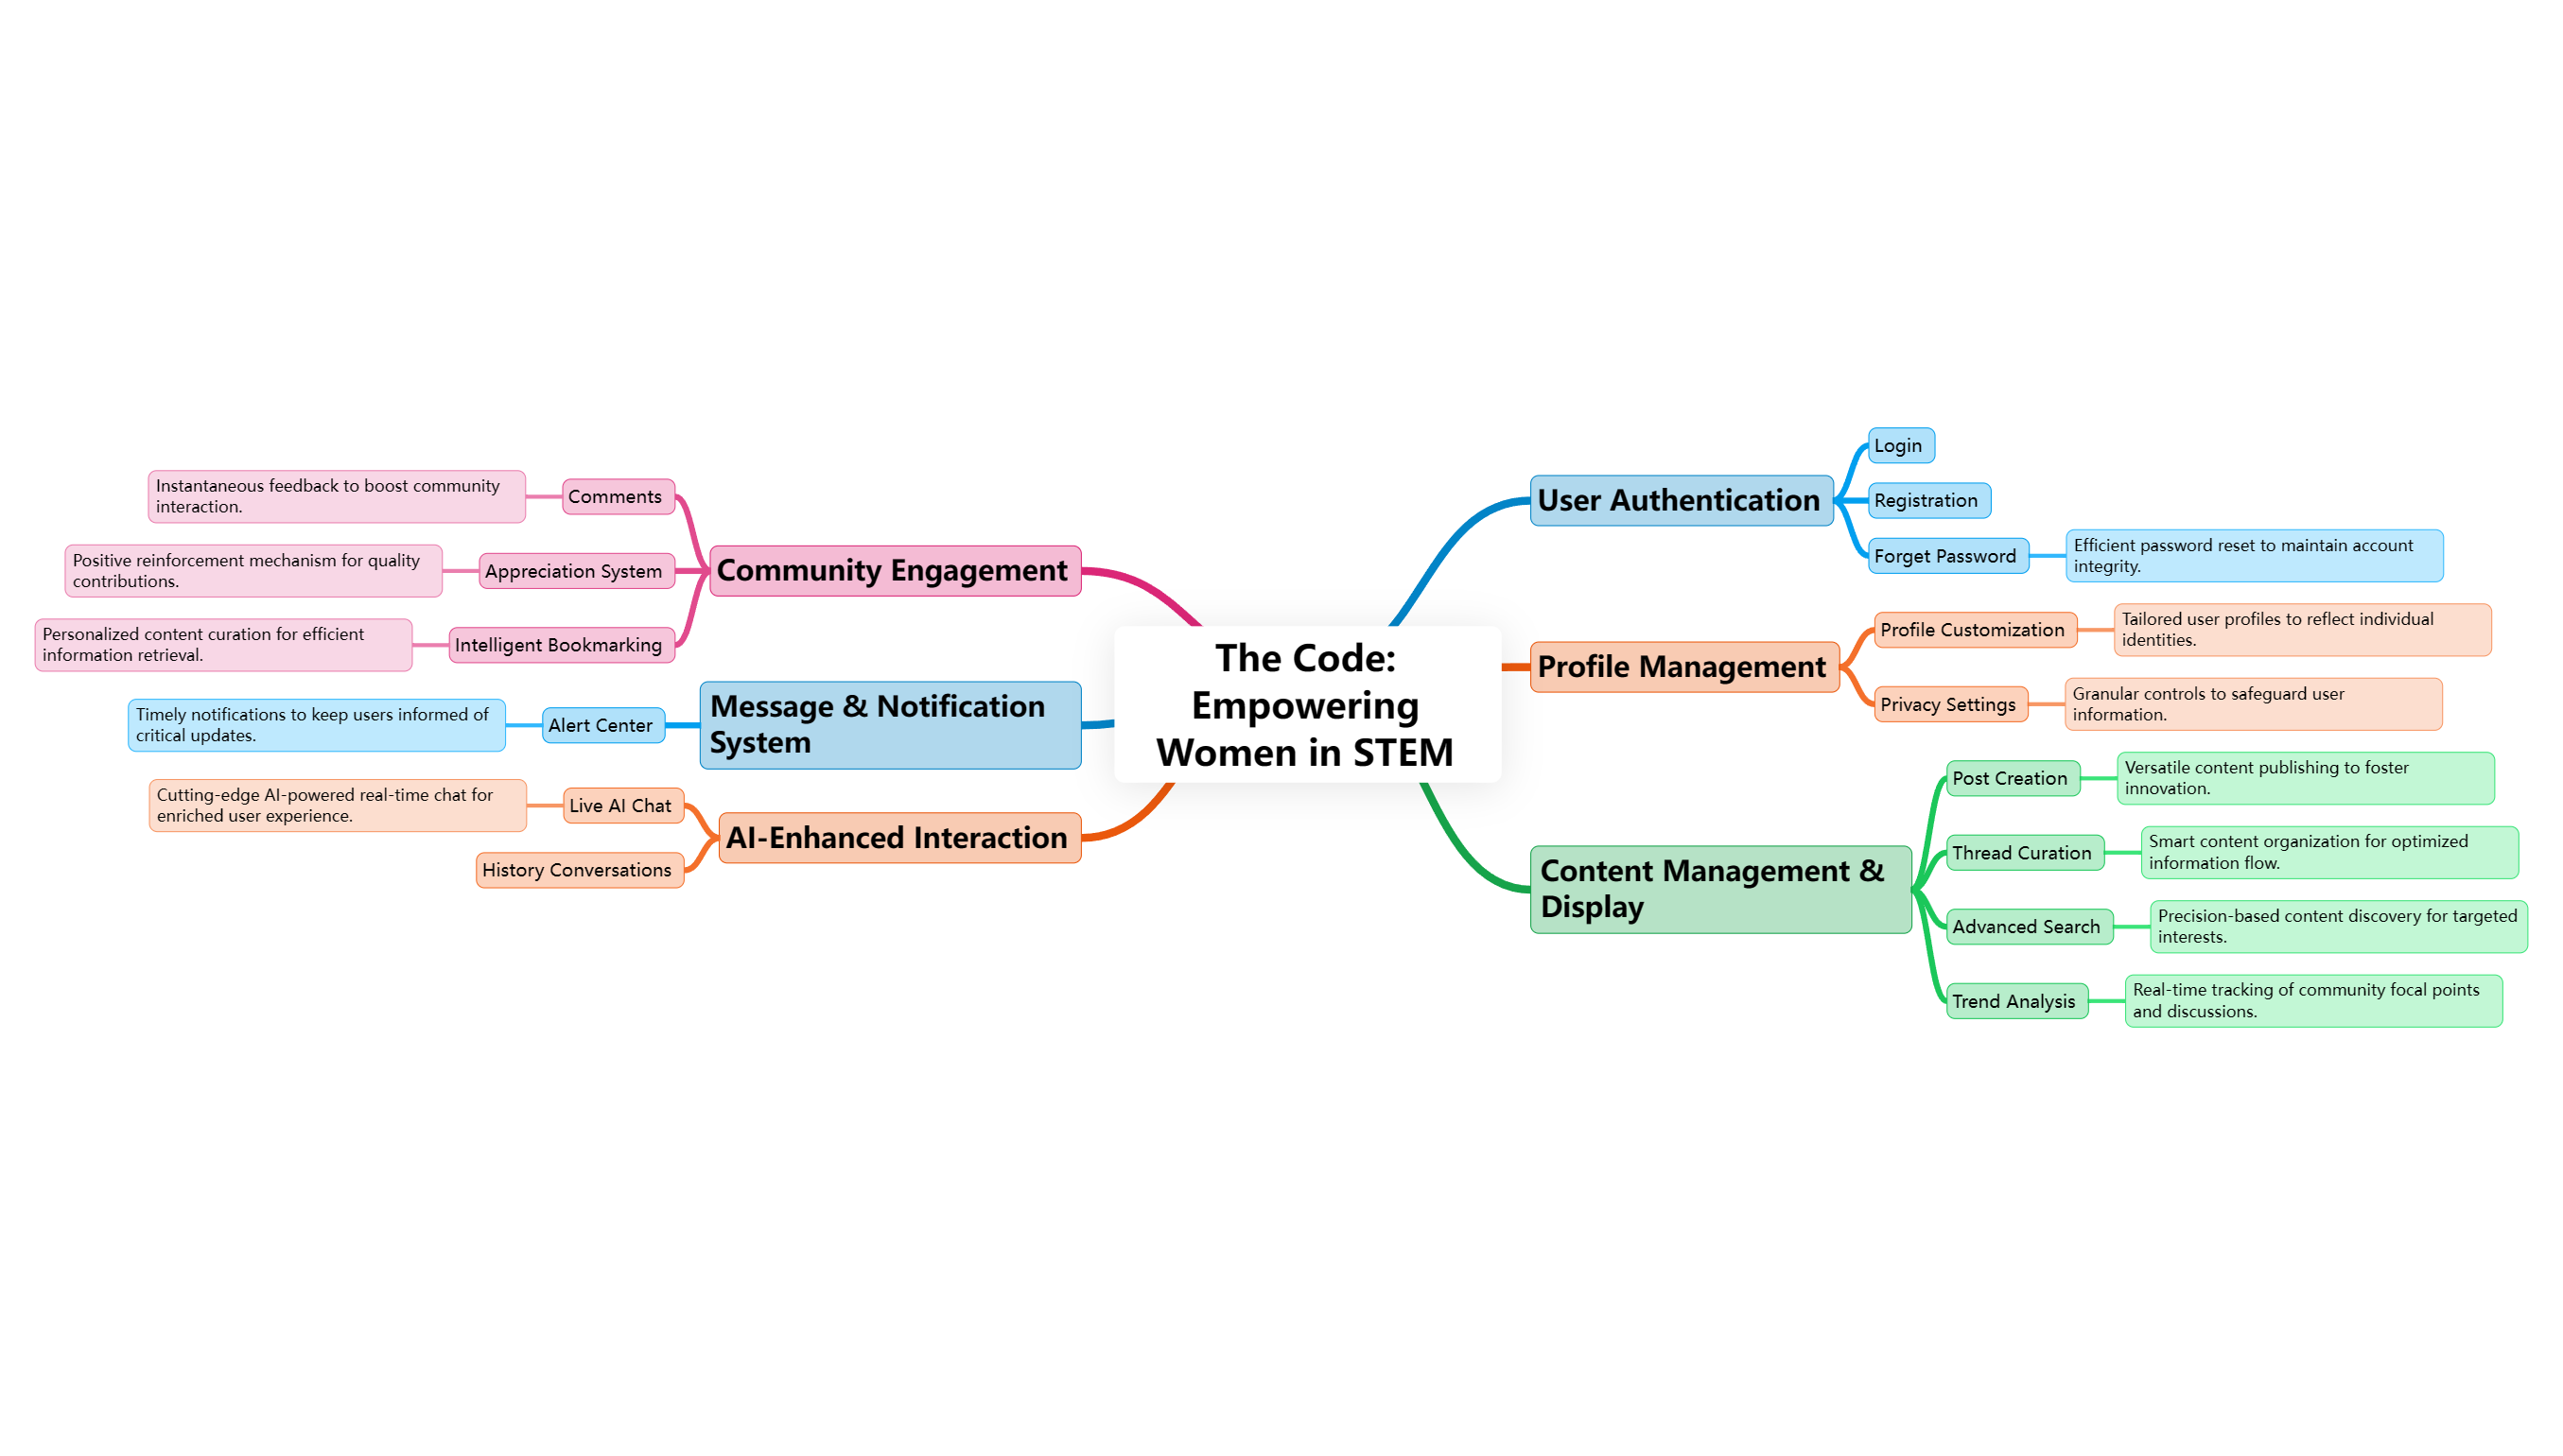 The Code:
Empowering
Women in STEM
User Authentication
Login
Registration
Forget Password
Efficient password reset to maintain account
integrity.
Profile Management
Profile Customization
Tailored user profiles to reflect individual
identities.
Privacy Settings
Granular controls to safeguard user
information.
Content Management &
Display
Post Creation
Versatile content publishing to foster
innovation.
Thread Curation
Smart content organization for optimized
information flow.
Advanced Search
Precision-based content discovery for targeted
interests.
Trend Analysis
Real-time tracking of community focal points
and discussions.
Community Engagement
Comments
Instantaneous feedback to boost community
interaction.
Appreciation System
Positive reinforcement mechanism for quality
contributions.
Intelligent Bookmarking
Personalized content curation for efficient
information retrieval.
Message & Notification
System
Alert Center
Timely notifications to keep users informed of
critical updates.
AI-Enhanced Interaction
Live AI Chat
Cutting-edge AI-powered real-time chat for
enriched user experience.
History Conversations